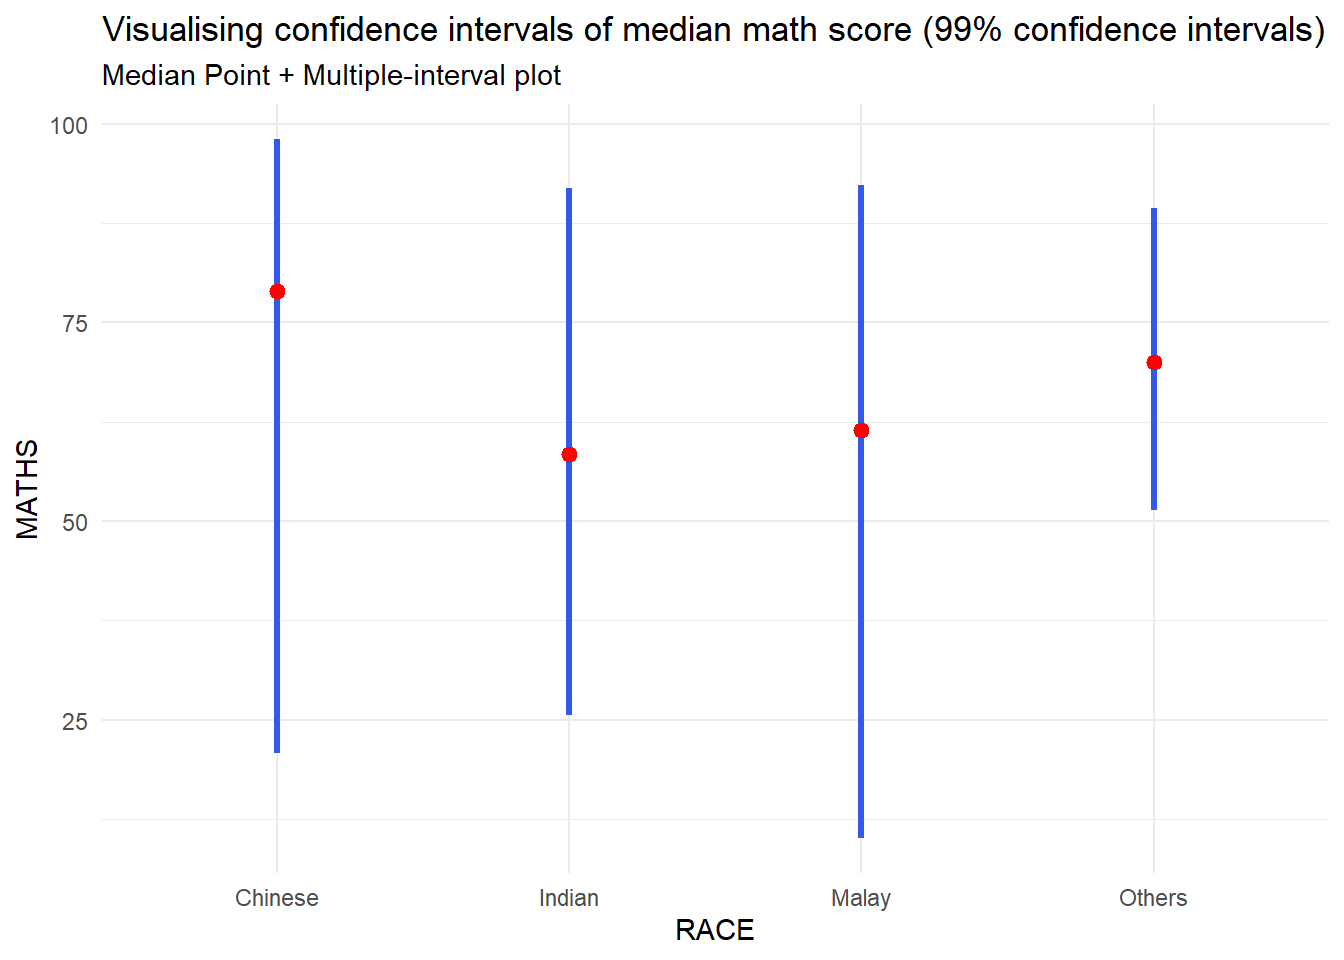 Visualising confidence intervals of median math score (99% confidence intervals)
Median Point + Multiple-interval plot
100
75
50
25
MATHS
Chinese Indian Malay Others
RACE